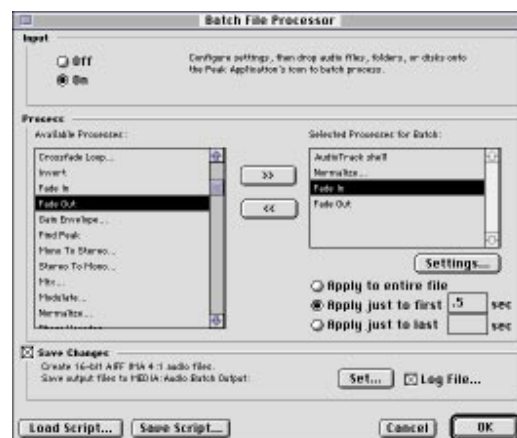 Batch File Processor
Input
Off
On
Configure settings, then drop audio files, folders, or disks onto
the Peak Application's icon to batch process.
Process
Available Processes:
Crossfade Loop...
Invert
Fade In
Fade Out
Gain Envelope...
Find Peak
Mono To Stereo...
Stereo To Mono...
Mix...
Modulate...
Normalize...
>>
<<
Selected Processes for Batch:
AudioTrack shell
Normalize...
Fade In
Fade Out
Settings...
Apply to entire file
Apply just to first .5 sec
Apply just to last sec
Save Changes
Create 16-bit AIFF IMA 4:1 audio files.
Save output files to MEDIA:Audio Batch Output:
Set...
Log File...
Load Script...
Save Script...
Cancel
OK